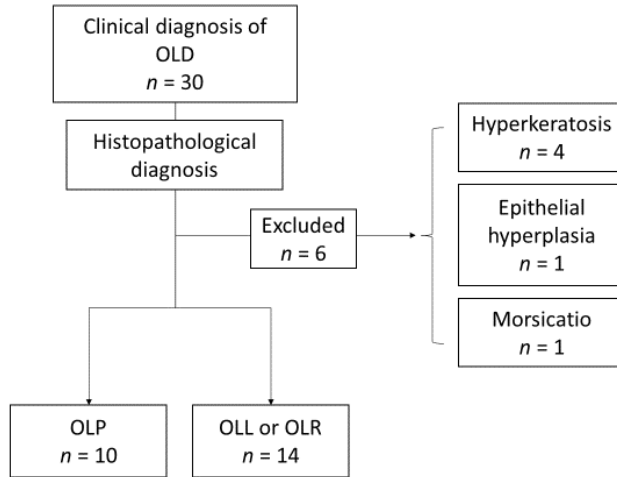 Clinical diagnosis of
OLD
n = 30
Histopathological
diagnosis
Excluded
n = 6
Hyperkeratosis
n = 4
Epithelial
hyperplasia
n = 1
Morsicatio
n = 1
OLP
n = 10
OLL or OLR
n = 14